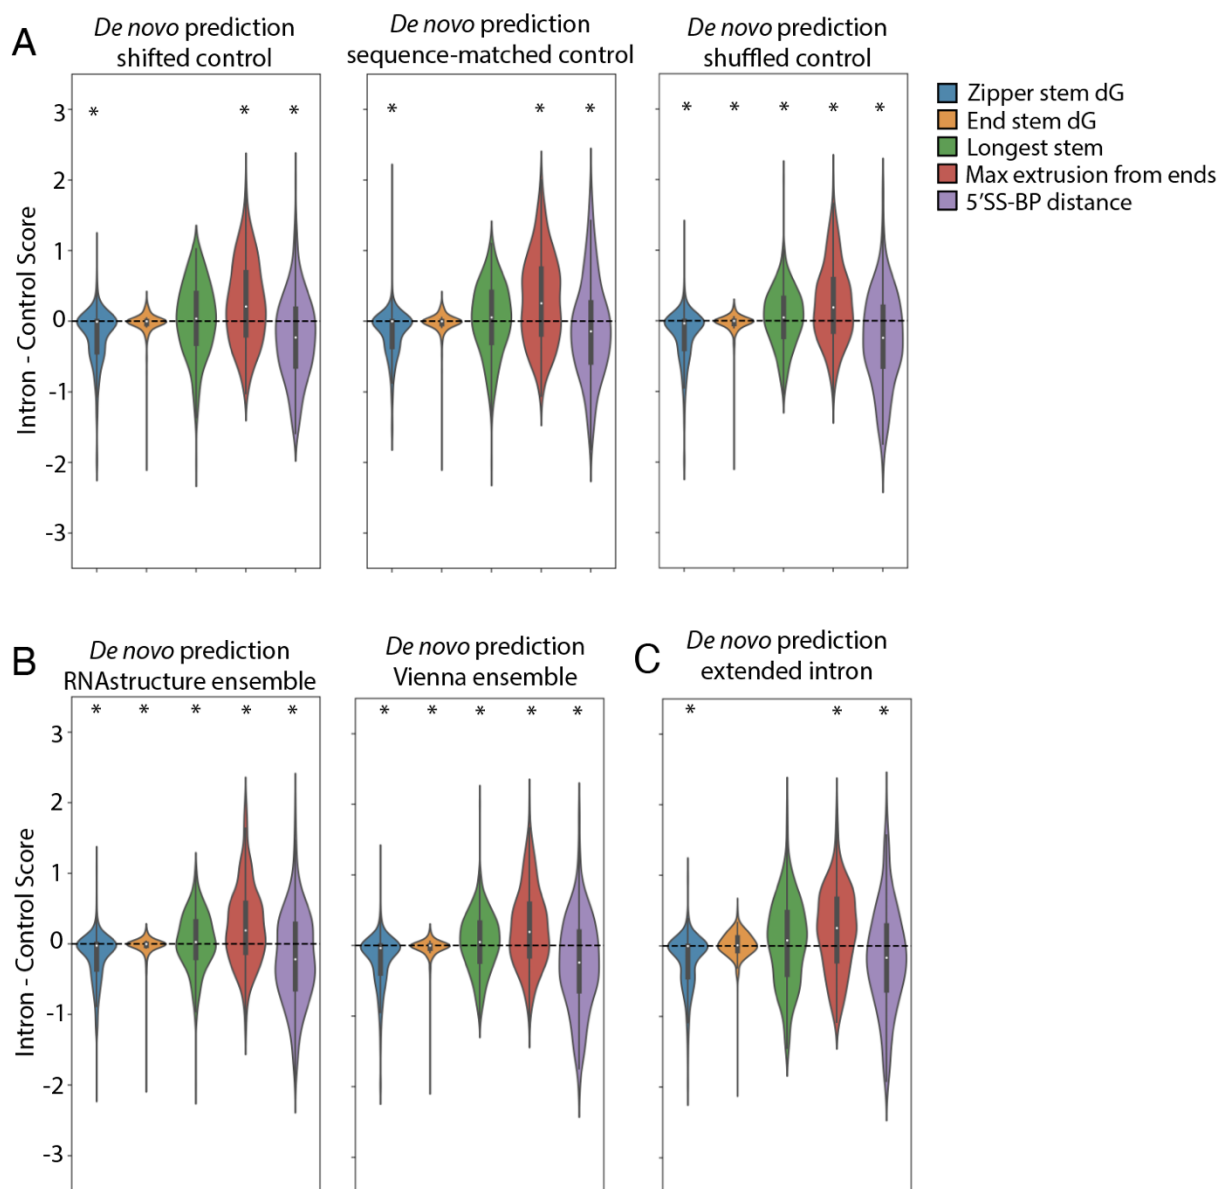 A
De novo prediction
shifted control
De novo prediction
sequence-matched control
De novo prediction
shuffled control
Zipper stem dG
End stem dG
Longest stem
Max extrusion from ends
5'SS-BP distance
Intron - Control Score
3
2
1
0
-1
-2
-3
* * *
* * *
* * * * *
B
De novo prediction
RNAstructure ensemble
De novo prediction
Vienna ensemble
C
De novo prediction
extended intron
Intron - Control Score
3
2
1
0
-1
-2
-3
* * * * *
* * * * *
* * *